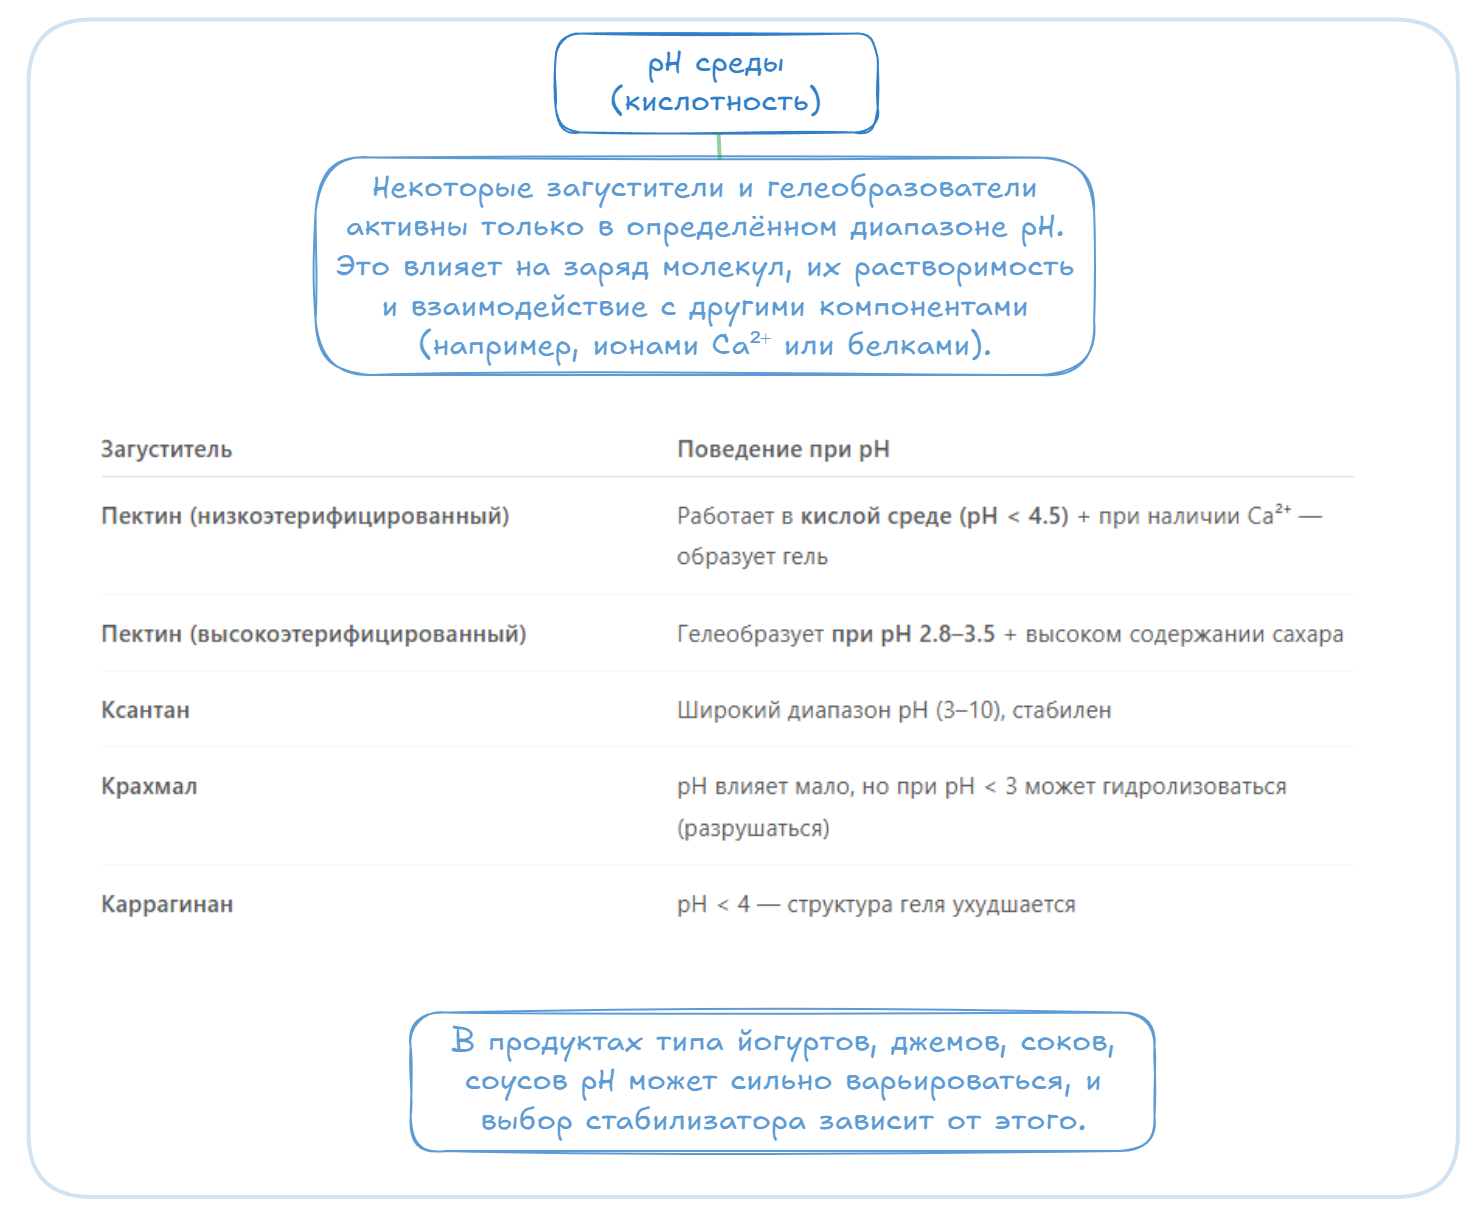 pH среды
(кислотность)
Некоторые загустители и гелеобразователи
активны только в определённом диапазоне pH.
Это влияет на заряд молекул, их растворимость
и взаимодействие с другими компонентами
(например, ионами Ca²⁺ или белками).
Загуститель
Поведение при pH
Пектин (низкоэтерифицированный)
Работает в кислой среде (pH < 4.5) + при наличии Ca²⁺ —
образует гель
Пектин (высокоэтерифицированный)
Гелеобразует при pH 2.8–3.5 + высоком содержании сахара
Ксантан
Широкий диапазон pH (3–10), стабилен
Крахмал
pH влияет мало, но при pH < 3 может гидролизоваться
(разрушаться)
Каррагинан
pH < 4 — структура геля ухудшается
В продуктах типа йогуртов, джемов, соков,
соусов pH может сильно варьироваться, и
выбор стабилизатора зависит от этого.